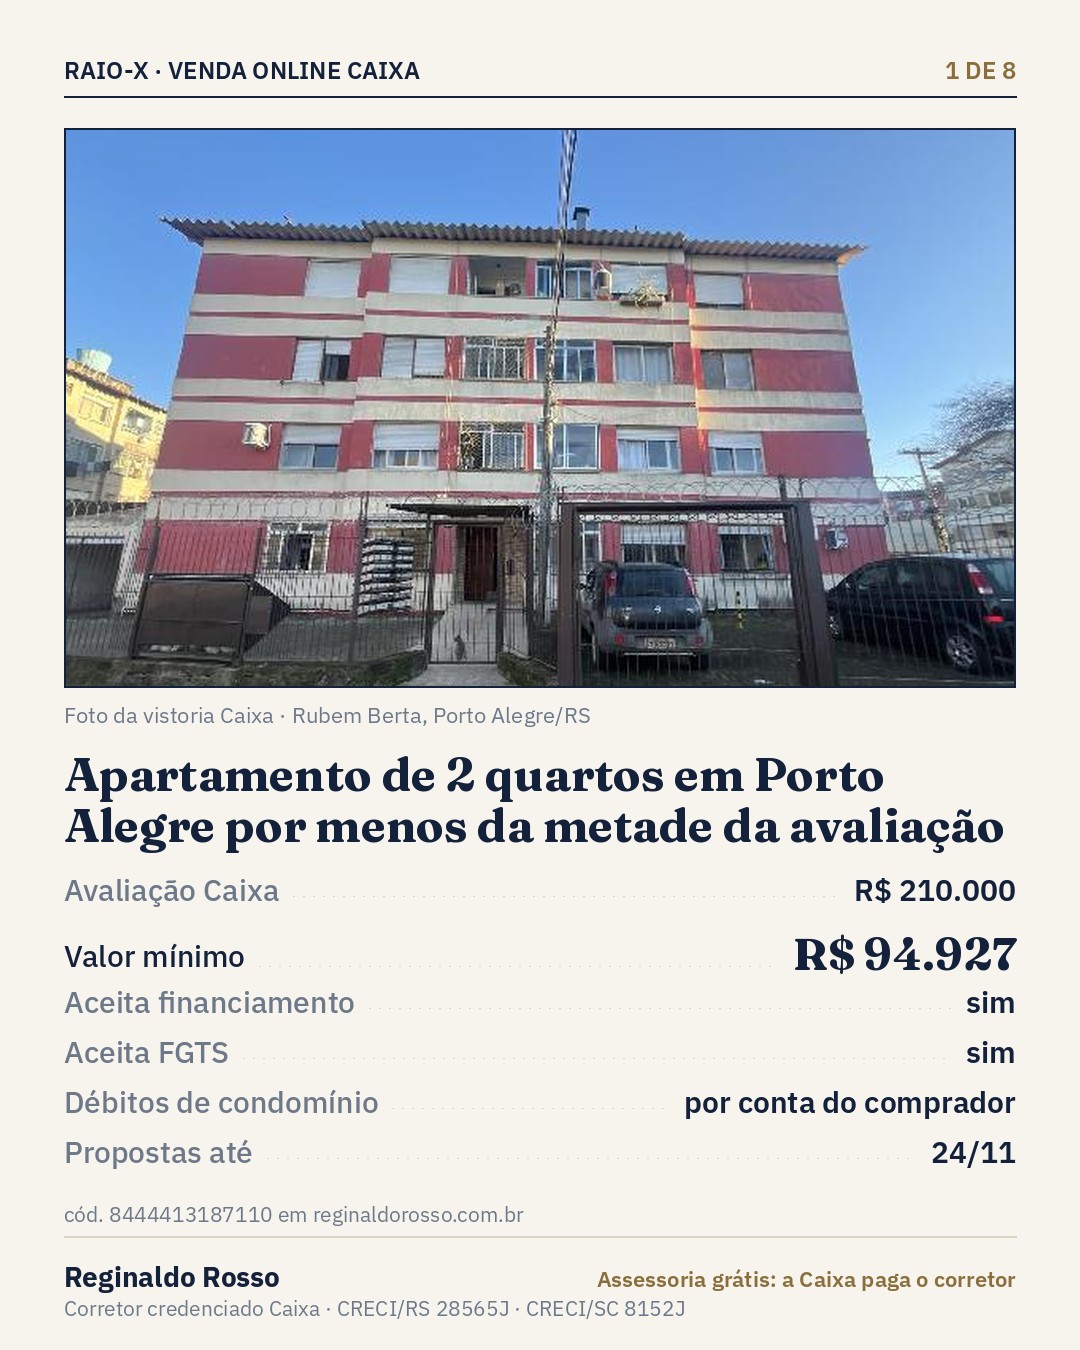 RAIO-X · VENDA ONLINE CAIXA
1 DE 8
Foto da vistoria Caixa · Rubem Berta, Porto Alegre/RS
Apartamento de 2 quartos em Porto
Alegre por menos da metade da avaliação
Avaliação Caixa R$ 210.000
Valor mínimo R$ 94.927
Aceita financiamento sim
Aceita FGTS sim
Débitos de condomínio por conta do comprador
Propostas até 24/11
cód. 8444413187110 em reginaldorosso.com.br
Reginaldo Rosso
Assessoria grátis: a Caixa paga o corretor
Corretor credenciado Caixa · CRECI/RS 28565J · CRECI/SC 8152J